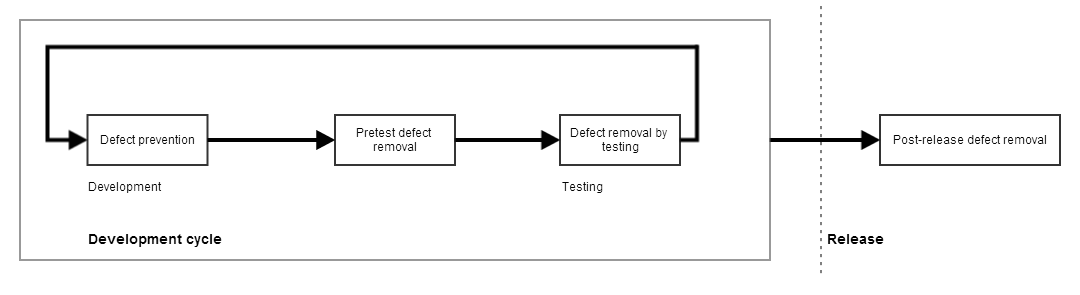 Defect prevention
Pretest defect
removal
Defect removal by
testing
Post-release defect removal
Development
Testing
Development cycle
Release